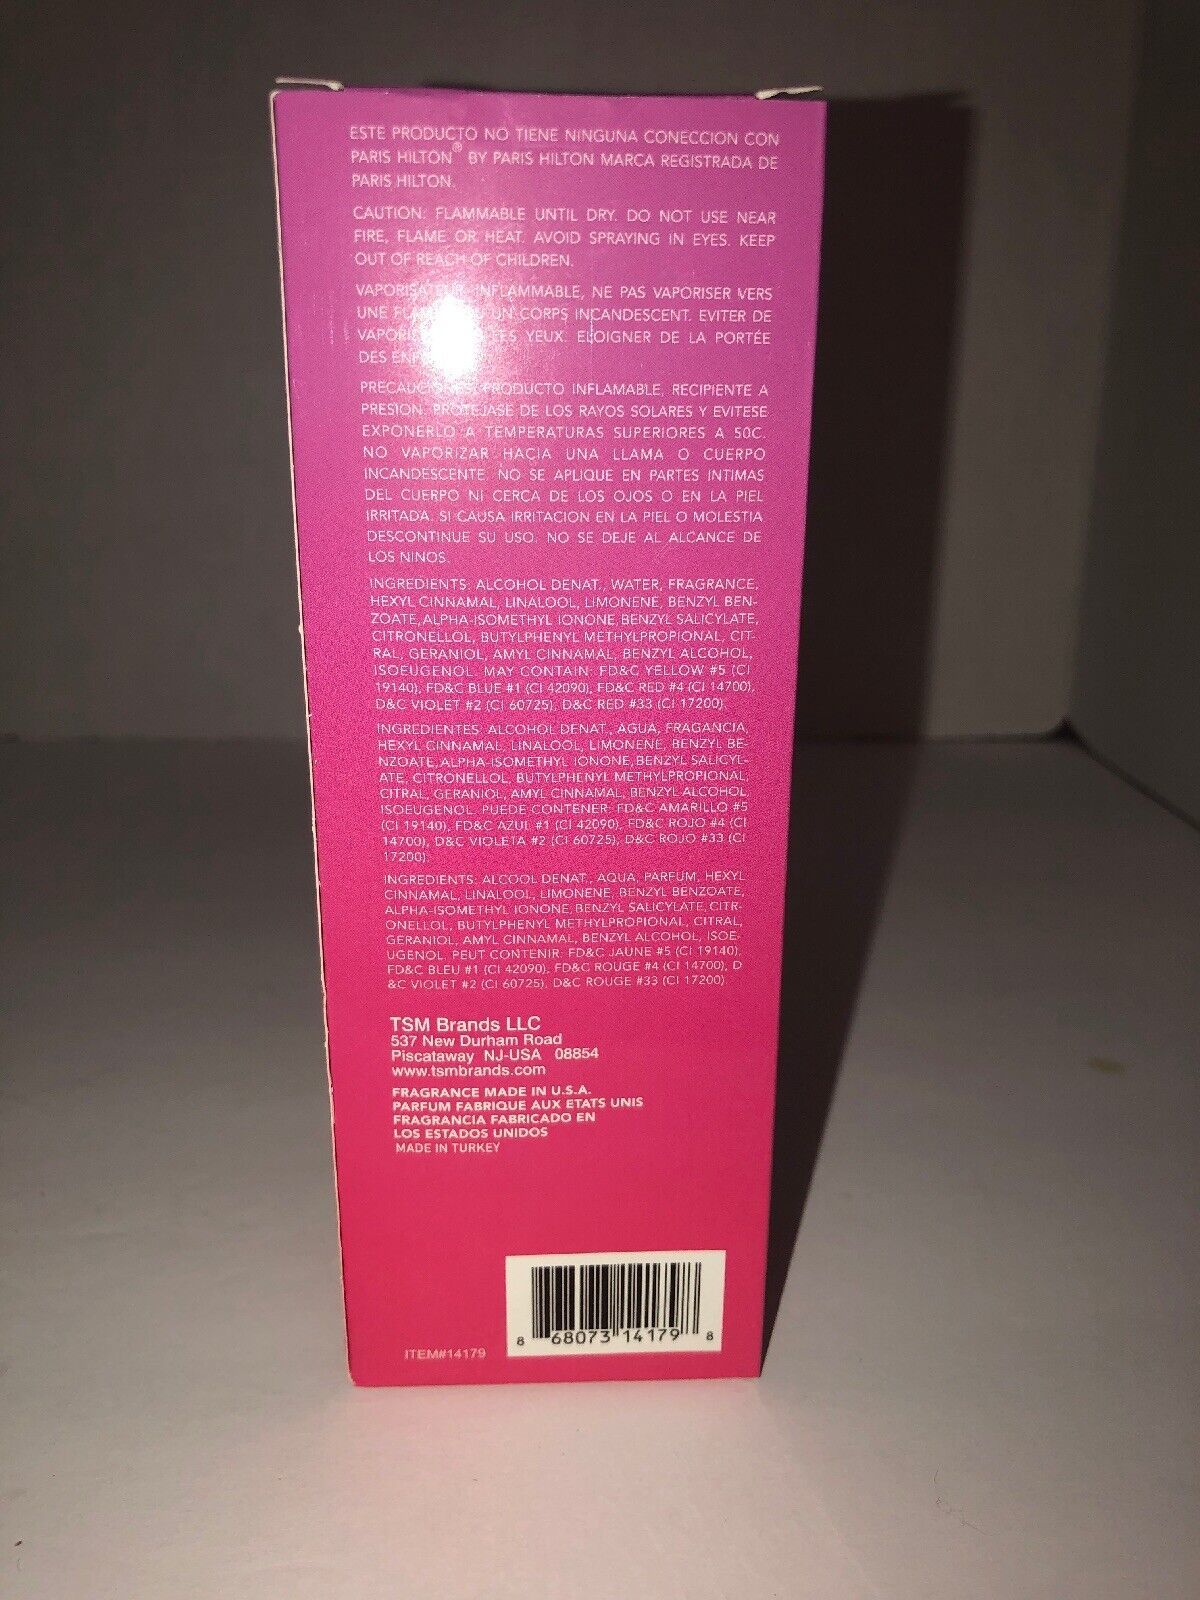 ESTE PRODUCTO NO TIENE NINGUNA CONECCION CON
PARIS HILTON® BY PARIS HILTON MARCA REGISTRADA DE
PARIS HILTON.
CAUTION: FLAMMABLE UNTIL DRY. DO NOT USE NEAR
FIRE, FLAME OR HEAT. AVOID SPRAYING IN EYES. KEEP
OUT OF REACH OF CHILDREN.
INFLAMMABLE, NE PAS VAPORISER VERS
UNE UN CORPS INCANDESCENT. EVITER DE
YEUX. ELOIGNER DE LA PORTÉE
DES
PRODUCTO INFLAMABLE, RECIPIENTE A
PRESION. PROTEJASE DE LOS RAYOS SOLARES Y EVITESE
EXPONERLO A TEMPERATURAS SUPERIORES A 50C.
NO VAPORIZAR HACIA UNA LLAMA O CUERPO
INCANDESCENTE. NO SE APLIQUE EN PARTES INTIMAS
DEL CUERPO NI CERCA DE LOS OJOS O EN LA PIEL
IRRITADA. SI CAUSA IRRITACION EN LA PIEL O MOLESTIA
DESCONTINUE SU USO. NO SE DEJE AL ALCANCE DE
LOS NINOS.
INGREDIENTS: ALCOHOL DENAT., WATER, FRAGRANCE,
HEXYL CINNAMAL, LINALOOL, LIMONENE, BENZYL BEN-
ZOATE, ALPHA-ISOMETHYL IONONE, BENZYL SALICYLATE,
CITRONELLOL, BUTYLPHENYL METHYLPROPIONAL, CIT-
RAL, GERANIOL, AMYL CINNAMAL, BENZYL ALCOHOL,
ISOEUGENOL. MAY CONTAIN: FD&C YELLOW #5 (CI
19140), FD&C BLUE #1 (CI 42090), FD&C RED #4 (CI 14700),
D&C VIOLET #2 (CI 60725), D&C RED #33 (CI 17200).
INGREDIENTES: ALCOHOL DENAT., AGUA, FRAGANCIA,
HEXYL CINNAMAL, LINALOOL, LIMONENE, BENZYL BE-
NZOATE, ALPHA-ISOMETHYL IONONE, BENZYL SALICYL-
ATE, CITRONELLOL, BUTYLPHENYL METHYLPROPIONAL,
CITRAL, GERANIOL, AMYL CINNAMAL, BENZYL ALCOHOL,
ISOEUGENOL. PUEDE CONTENER: FD&C AMARILLO #5
(CI 19140), FD&C AZUL #1 (CI 42090), FD&C ROJO #4 (CI
14700), D&C VIOLETA #2 (CI 60725), D&C ROJO #33 (CI
17200).
INGREDIENTS: ALCOOL DENAT., AQUA, PARFUM, HEXYL
CINNAMAL, LINALOOL, LIMONENE, BENZYL BENZOATE,
ALPHA-ISOMETHYL IONONE, BENZYL SALICYLATE, CITR-
ONELLOL, BUTYLPHENYL METHYLPROPIONAL, CITRAL,
GERANIOL, AMYL CINNAMAL, BENZYL ALCOHOL, ISOE-
UGENOL. PEUT CONTENIR: FD&C JAUNE #5 (CI 19140),
FD&C BLEU #1 (CI 42090), FD&C ROUGE #4 (CI 14700), D
&C VIOLET #2 (CI 60725), D&C ROUGE #33 (CI 17200).
TSM Brands LLC
537 New Durham Road
Piscataway NJ-USA 08854
www.tsmbrands.com
FRAGRANCE MADE IN U.S.A.
PARFUM FABRIQUE AUX ETATS UNIS
FRAGRANCIA FABRICADO EN
LOS ESTADOS UNIDOS
MADE IN TURKEY
8 68073 14179 8
ITEM#14179